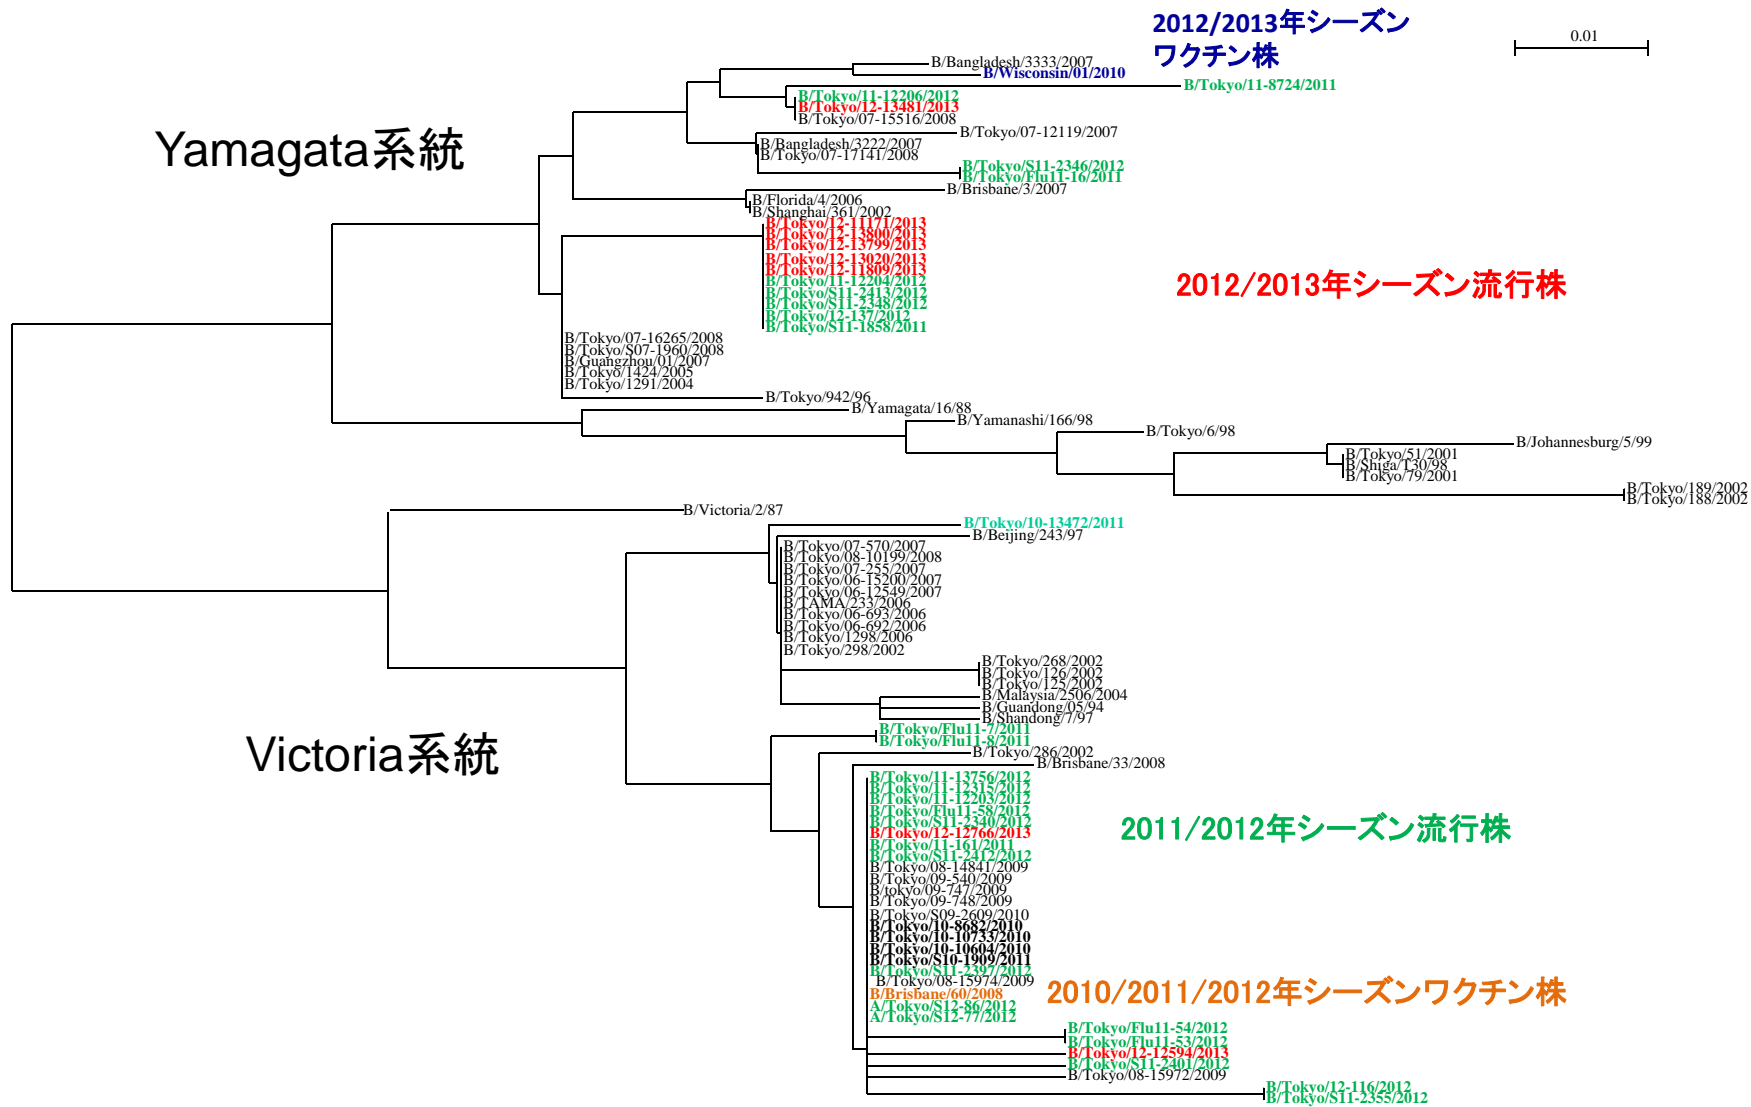 2012/2013年シーズン
ワクチン株
0.01
B/Bangladesh/3333/2007
B/Wisconsin/01/2010
B/Tokyo/11-8724/2011
B/Tokyo/11-12206/2012
B/Tokyo/12-13481/2013
B/Tokyo/07-15516/2008
Yamagata系統
B/Tokyo/07-12119/2007
B/Bangladesh/3222/2007
B/Tokyo/07-17141/2008
B/Tokyo/S11-2346/2012
B/Tokyo/Flu11-16/2011
B/Brisbane/3/2007
B/Florida/4/2006
B/Shanghai/361/2002
B/Tokyo/12-11171/2013
B/Tokyo/12-13800/2013
B/Tokyo/12-13799/2013
B/Tokyo/12-13020/2013
B/Tokyo/12-11809/2013
2012/2013年シーズン流行株
B/Tokyo/11-12204/2012
B/Tokyo/S11-2413/2012
B/Tokyo/S11-2348/2012
B/Tokyo/12-137/2012
B/Tokyo/S11-1858/2011
B/Tokyo/07-16265/2008
B/Tokyo/S07-1960/2008
B/Guangzhou/01/2007
B/Tokyo/1424/2005
B/Tokyo/1291/2004
B/Tokyo/942/96
B/Yamagata/16/88
B/Yamanashi/166/98
B/Tokyo/6/98
B/Johannesburg/5/99
B/Tokyo/51/2001
B/Shiga/T30/98
B/Tokyo/79/2001
B/Tokyo/189/2002
B/Tokyo/188/2002
B/Victoria/2/87
B/Tokyo/10-13472/2011
B/Beijing/243/97
B/Tokyo/07-570/2007
B/Tokyo/08-10199/2008
B/Tokyo/07-255/2007
B/Tokyo/06-15200/2007
B/Tokyo/06-12549/2007
B/TAMA/233/2006
B/Tokyo/06-693/2006
B/Tokyo/06-692/2006
B/Tokyo/1298/2006
B/Tokyo/298/2002
B/Tokyo/268/2002
B/Tokyo/126/2002
B/Tokyo/125/2002
B/Malaysia/2506/2004
B/Guandong/05/94
B/Shandong/7/97
B/Tokyo/Flu11-7/2011
B/Tokyo/Flu11-8/2011
Victoria系統
B/Tokyo/286/2002
B/Brisbane/33/2008
B/Tokyo/11-13756/2012
B/Tokyo/11-12315/2012
B/Tokyo/11-12203/2012
B/Tokyo/Flu11-58/2012
B/Tokyo/S11-2340/2012
2011/2012年シーズン流行株
B/Tokyo/12-12766/2013
B/Tokyo/11-161/2011
B/Tokyo/S11-2412/2012
B/Tokyo/08-14841/2009
B/Tokyo/09-540/2009
B/tokyo/09-747/2009
B/Tokyo/09-748/2009
B/Tokyo/S09-2609/2010
B/Tokyo/10-8682/2010
B/Tokyo/10-10733/2010
B/Tokyo/10-10604/2010
B/Tokyo/S10-1909/2011
B/Tokyo/S11-2397/2012
B/Tokyo/08-15974/2009
B/Brisbane/60/2008
2010/2011/2012年シーズンワクチン株
A/Tokyo/S12-86/2012
A/Tokyo/S12-77/2012
B/Tokyo/Flu11-54/2012
B/Tokyo/Flu11-53/2012
B/Tokyo/12-12594/2013
B/Tokyo/S11-2401/2012
B/Tokyo/08-15972/2009
B/Tokyo/12-116/2012
B/Tokyo/S11-2355/2012